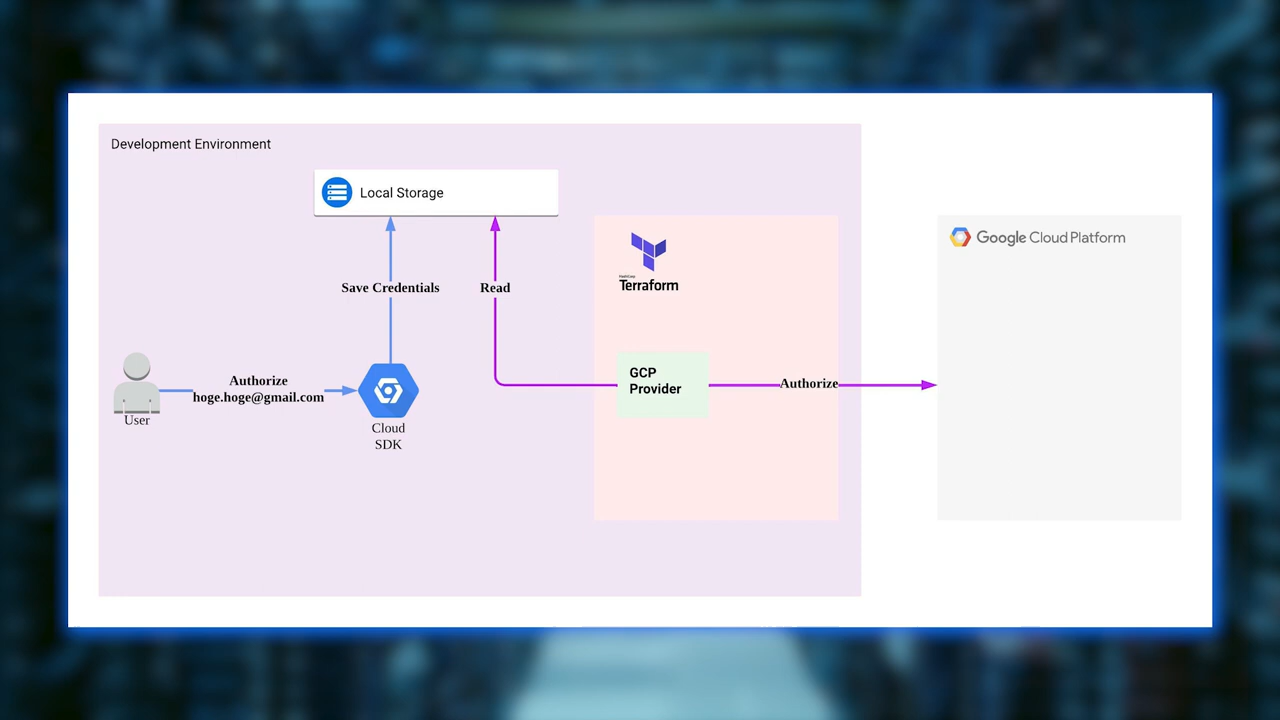 Development Environment
Local Storage
Google Cloud Platform
HashiCorp
Terraform
Save Credentials
Read
GCP
Provider
Authorize
Authorize
hoge.hoge@gmail.com
User
Cloud
SDK